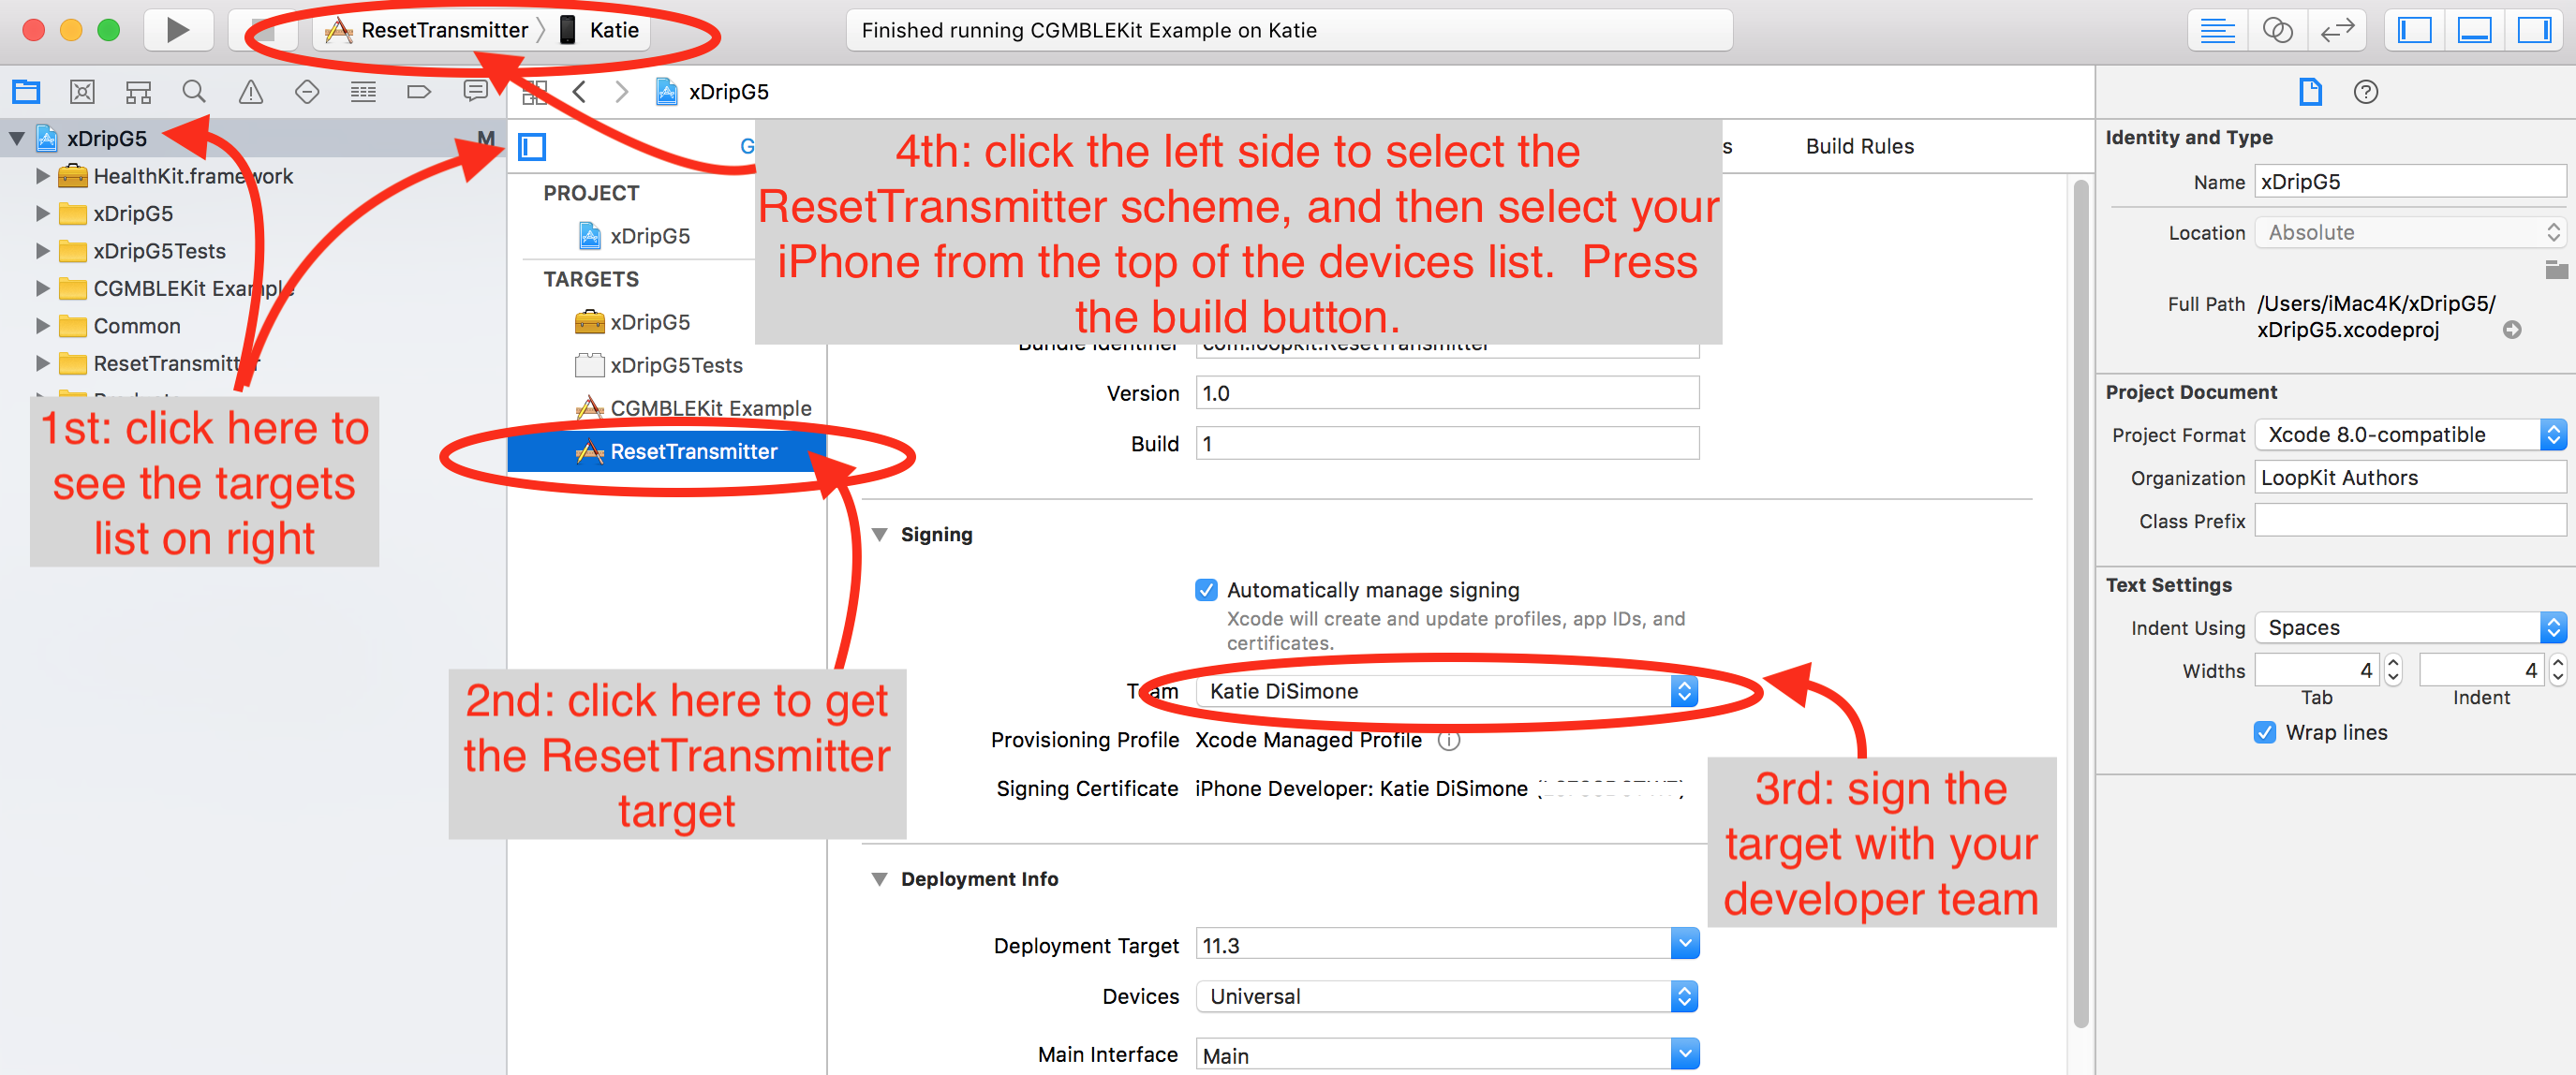 ResetTransmitter Katie
Finished running CGMBLEKit Example on Katie
xDripG5
xDripG5 M
HealthKit.framework
xDripG5
xDripG5Tests
CGMBLEKit Example
Common
ResetTransmitter
1st: click here to
see the targets
list on right
G
s
Build Rules
PROJECT
xDripG5
TARGETS
xDripG5
xDripG5Tests
CGMBLEKit Example
ResetTransmitter
4th: click the left side to select the
ResetTransmitter scheme, and then select your
iPhone from the top of the devices list. Press
the build button.
Bundle Identifier com.loopkit.ResetTransmitter
Version 1.0
Build 1
Signing
Automatically manage signing
Xcode will create and update profiles, app IDs, and
certificates.
Team Katie DiSimone
Provisioning Profile Xcode Managed Profile
Signing Certificate iPhone Developer: Katie DiSimone
2nd: click here to get
the ResetTransmitter
target
3rd: sign the
target with your
developer team
Deployment Info
Deployment Target 11.3
Devices Universal
Main Interface Main
Identity and Type
Name xDripG5
Location Absolute
Full Path /Users/iMac4K/xDripG5/
xDripG5.xcodeproj
Project Document
Project Format Xcode 8.0-compatible
Organization LoopKit Authors
Class Prefix
Text Settings
Indent Using Spaces
Widths 4 4
Tab Indent
Wrap lines